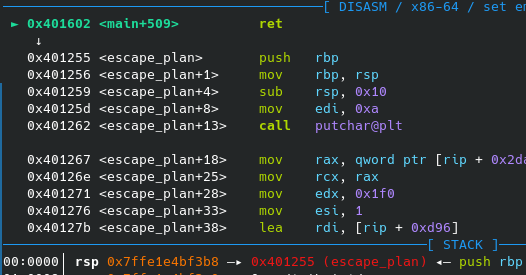 [ DISASM / x86-64 / set em
► 0x401602 <main+509> ret
↓
0x401255 <escape_plan> push rbp
0x401256 <escape_plan+1> mov rbp, rsp
0x401259 <escape_plan+4> sub rsp, 0x10
0x40125d <escape_plan+8> mov edi, 0xa
0x401262 <escape_plan+13> call putchar@plt
0x401267 <escape_plan+18> mov rax, qword ptr [rip + 0x2da
0x40126e <escape_plan+25> mov rcx, rax
0x401271 <escape_plan+28> mov edx, 0x1f0
0x401276 <escape_plan+33> mov esi, 1
0x40127b <escape_plan+38> lea rdi, [rip + 0xd96]
[ STACK ]
00:0000│ rsp 0x7ffe1e4bf3b8 —▸ 0x401255 (escape_plan) ◂— push rbp